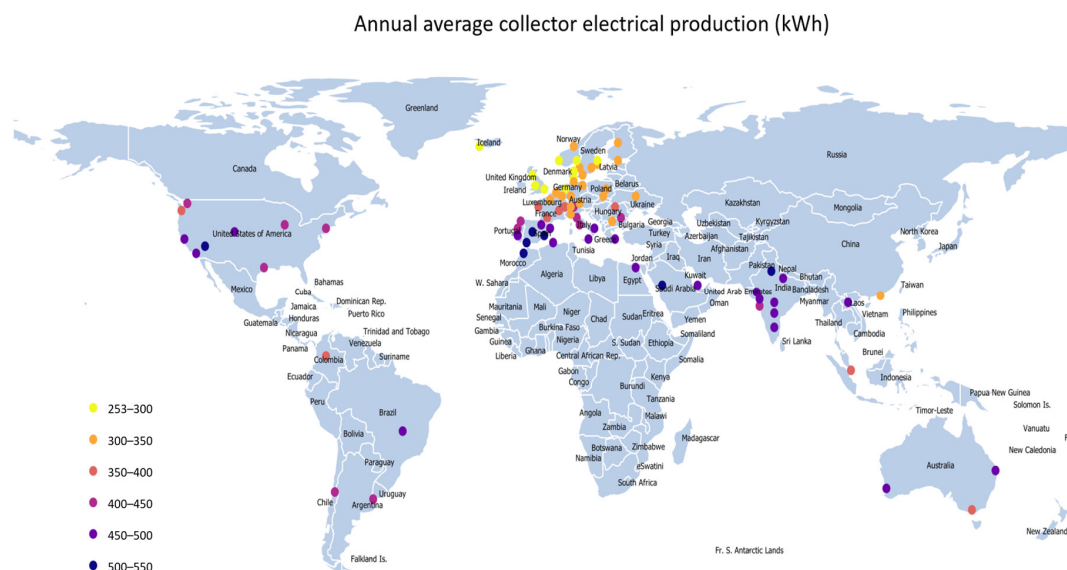 Annual average collector electrical production (kWh)
Greenland
Iceland
Norway
Sweden
Russia
Canada
United Kingdom
Denmark
Latvia
Ireland
Germany
Poland
Belarus
Luxembourg
Austria
Ukraine
Kazakhstan
Mongolia
France
Hungary
United States of America
Portugal
Spain
Italy
Bulgaria
Georgia
Uzbekistan
Kyrgyzstan
North Korea
Greece
Turkey
Azerbaijan
Tajikistan
China
Japan
Tunisia
Syria
Afghanistan
Morocco
Jordan
Iraq
Iran
Pakistan
Nepal
Algeria
Libya
Egypt
Kuwait
Bhutan
Mexico
Bahamas
W. Sahara
Saudi Arabia
United Arab Emirates
India
Bangladesh
Taiwan
Cuba
Dominican Rep.
Mauritania
Mali
Niger
Oman
Myanmar
Laos
Jamaica
Puerto Rico
Senegal
Chad
Sudan
Eritrea
Yemen
Vietnam
Philippines
Honduras
Guatemala
Gambia
Burkina Faso
Thailand
Nicaragua
Trinidad and Tobago
Guinea
Nigeria
S. Sudan
Ethiopia
Somaliland
Cambodia
Panama
Venezuela
Liberia
Ghana
Central African Rep.
Somalia
Sri Lanka
Brunei
Colombia
Suriname
Gabon
Kenya
Ecuador
Congo
Burundi
Indonesia
Peru
Tanzania
Papua New Guinea
253–300
Brazil
Angola
Malawi
Timor-Leste
Solomon Is.
300–350
Bolivia
Zambia
Madagascar
Vanuatu
350–400
Paraguay
Botswana
Zimbabwe
New Caledonia
Namibia
eSwatini
Australia
400–450
Chile
Uruguay
South Africa
Argentina
450–500
New Zealand
Fr. S. Antarctic Lands
500–550
Falkland Is.